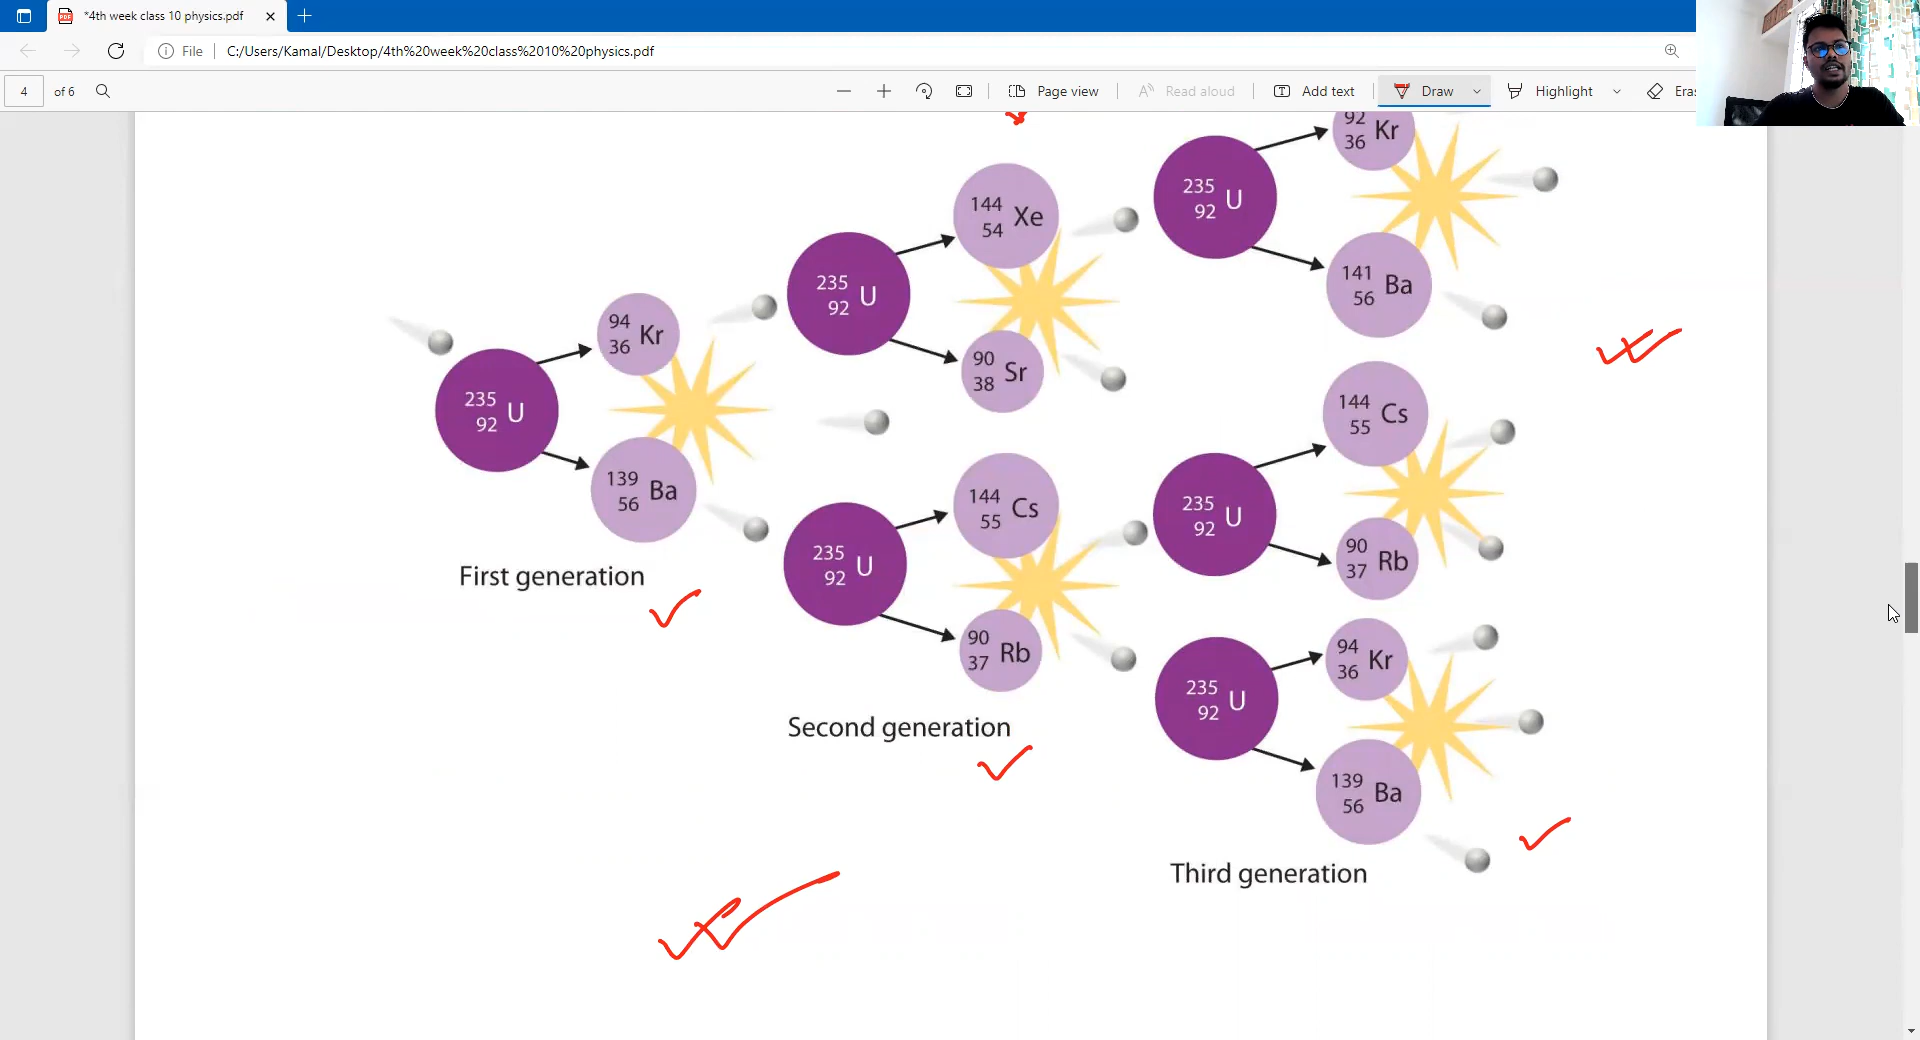 *4th week class 10 physics.pdf
File
C:/Users/Kamal/Desktop/4th%20week%20class%2010%20physics.pdf
4 of 6
Page view
Read aloud
Add text
Draw
Highlight
Eras
92
36 Kr
235
92 U
144
54 Xe
235
92 U
141
56 Ba
94
36 Kr
90
38 Sr
235
92 U
139
56 Ba
144
55 Cs
First generation
144
55 Cs
235
92 U
235
92 U
90
37 Rb
90
37 Rb
94
36 Kr
235
92 U
Second generation
139
56 Ba
Third generation